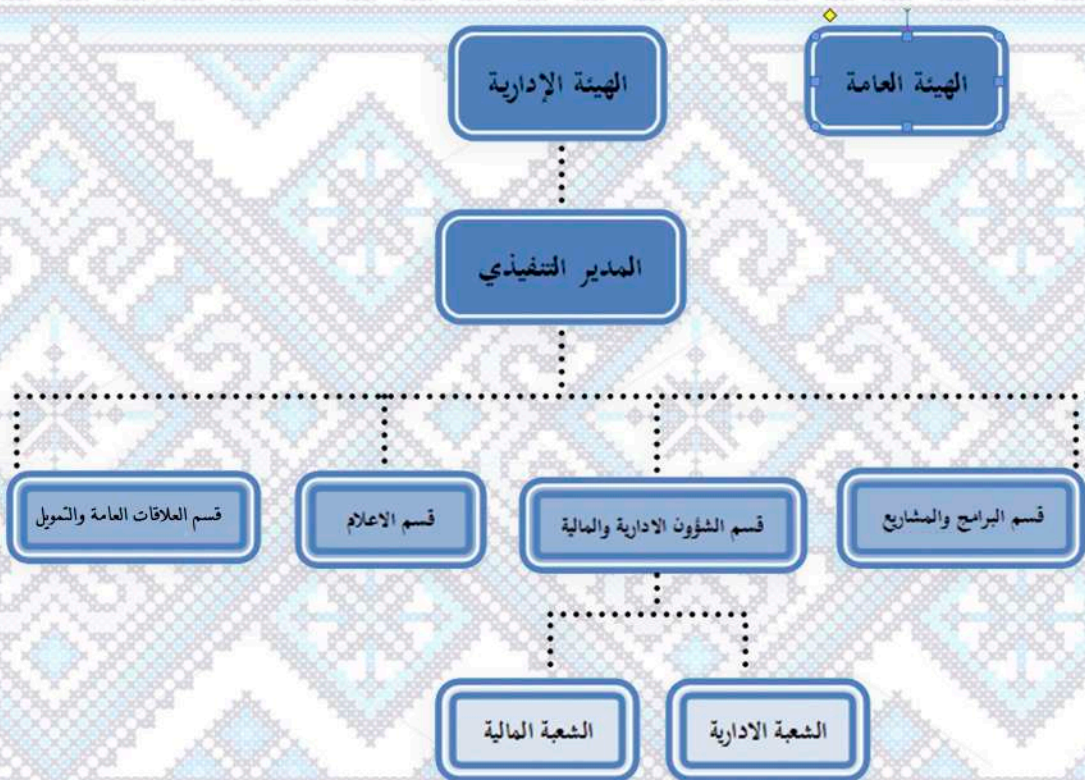 الهيئة العامة
الهيئة الإدارية
المدير التنفيذي
قسم البرامج والمشاريع
قسم الشؤون الادارية والمالية
قسم الاعلام
قسم العلاقات العامة والتمويل
الشعبة الادارية
الشعبة المالية